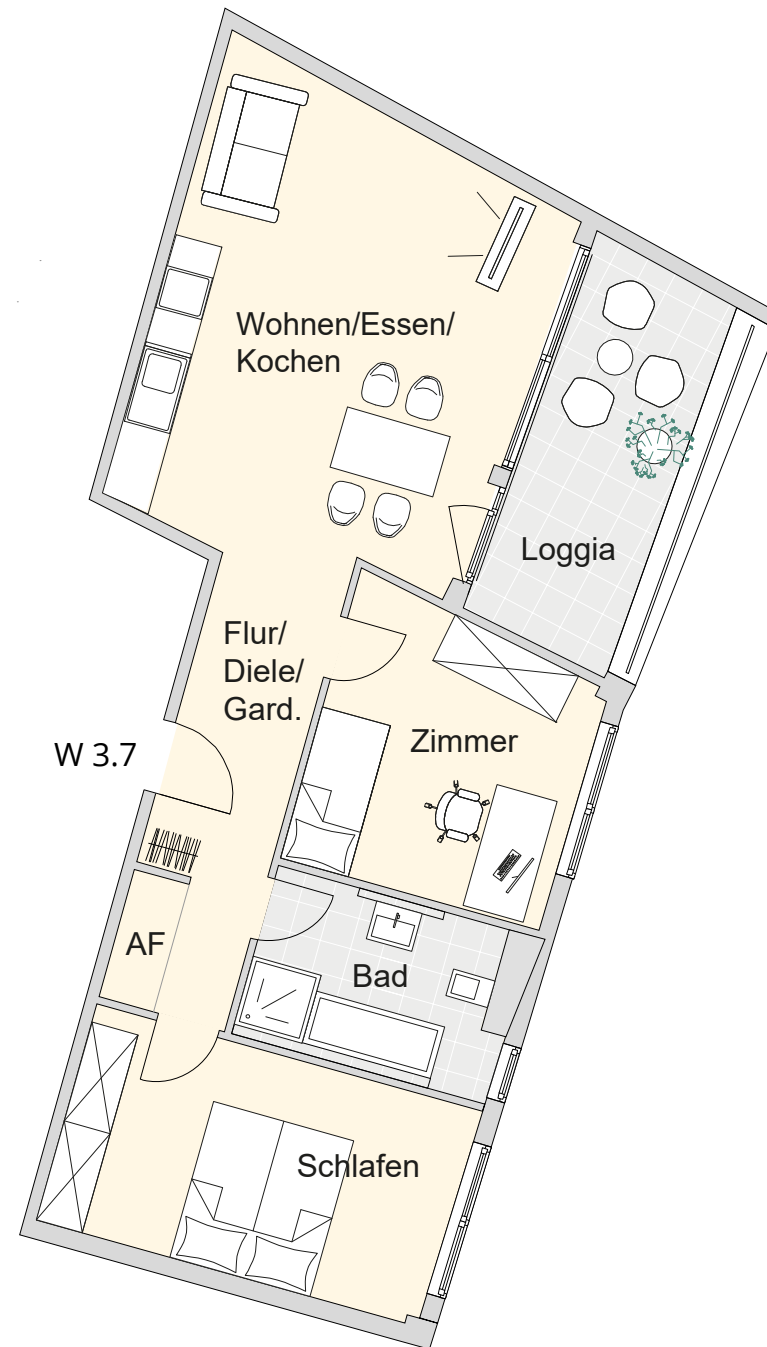 Wohnen/Essen/
Kochen
Loggia
Flur/
Diele/
Gard.
Zimmer
W 3.7
AF
Bad
Schlafen